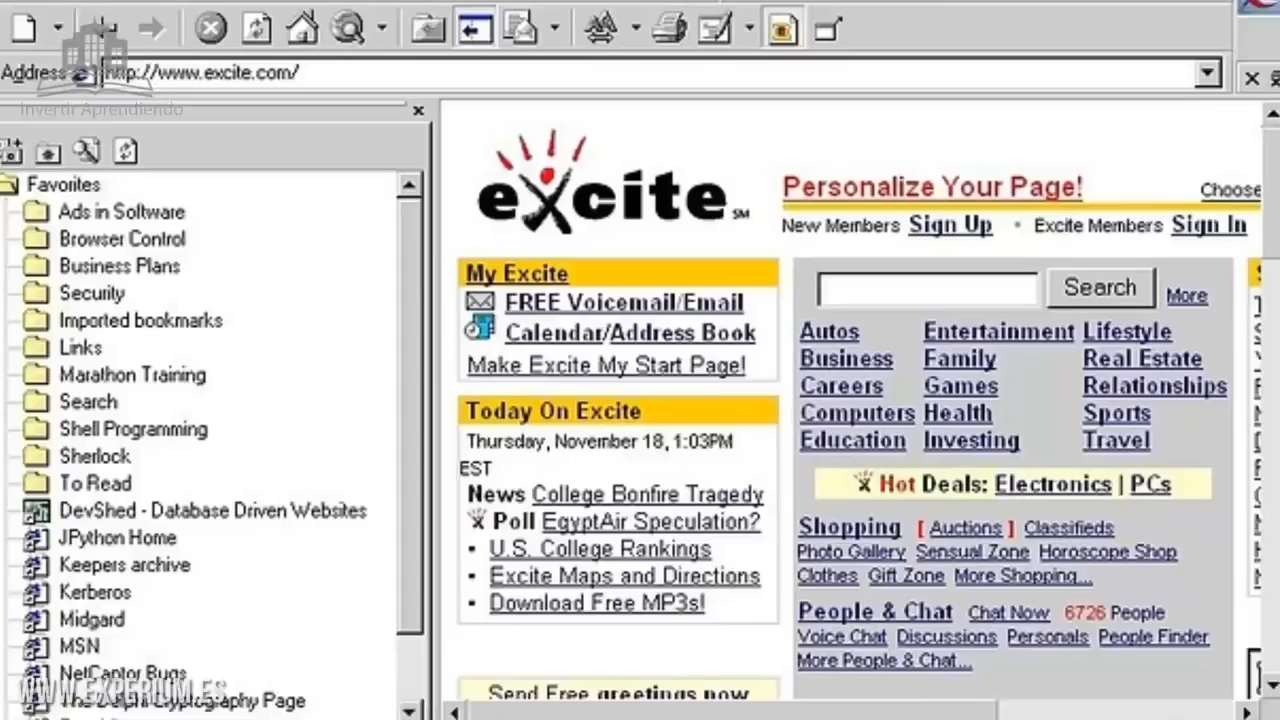 Address http://www.excite.com/
Invertir Aprendiendo
Favorites
Ads in Software
Browser Control
Business Plans
Security
Imported bookmarks
Links
Marathon Training
Search
Shell Programming
Sherlock
To Read
DevShed - Database Driven Websites
JPython Home
Keepers archive
Kerberos
Midgard
MSN
NetCaptor Bugs
WWW.EXPERIUM.ES
The Delphi Cryptography Page
excite SM
Personalize Your Page!
Choose
New Members Sign Up • Excite Members Sign In
My Excite
FREE Voicemail/Email
Calendar/Address Book
Make Excite My Start Page!
Today On Excite
Thursday, November 18, 1:03PM
EST
News College Bonfire Tragedy
Poll EgyptAir Speculation?
• U.S. College Rankings
• Excite Maps and Directions
• Download Free MP3s!
Send Free greetings now
Search More
Autos Entertainment Lifestyle
Business Family Real Estate
Careers Games Relationships
Computers Health Sports
Education Investing Travel
Hot Deals: Electronics | PCs
Shopping [ Auctions ] Classifieds
Photo Gallery Sensual Zone Horoscope Shop
Clothes Gift Zone More Shopping...
People & Chat Chat Now 6726 People
Voice Chat Discussions Personals People Finder
More People & Chat...